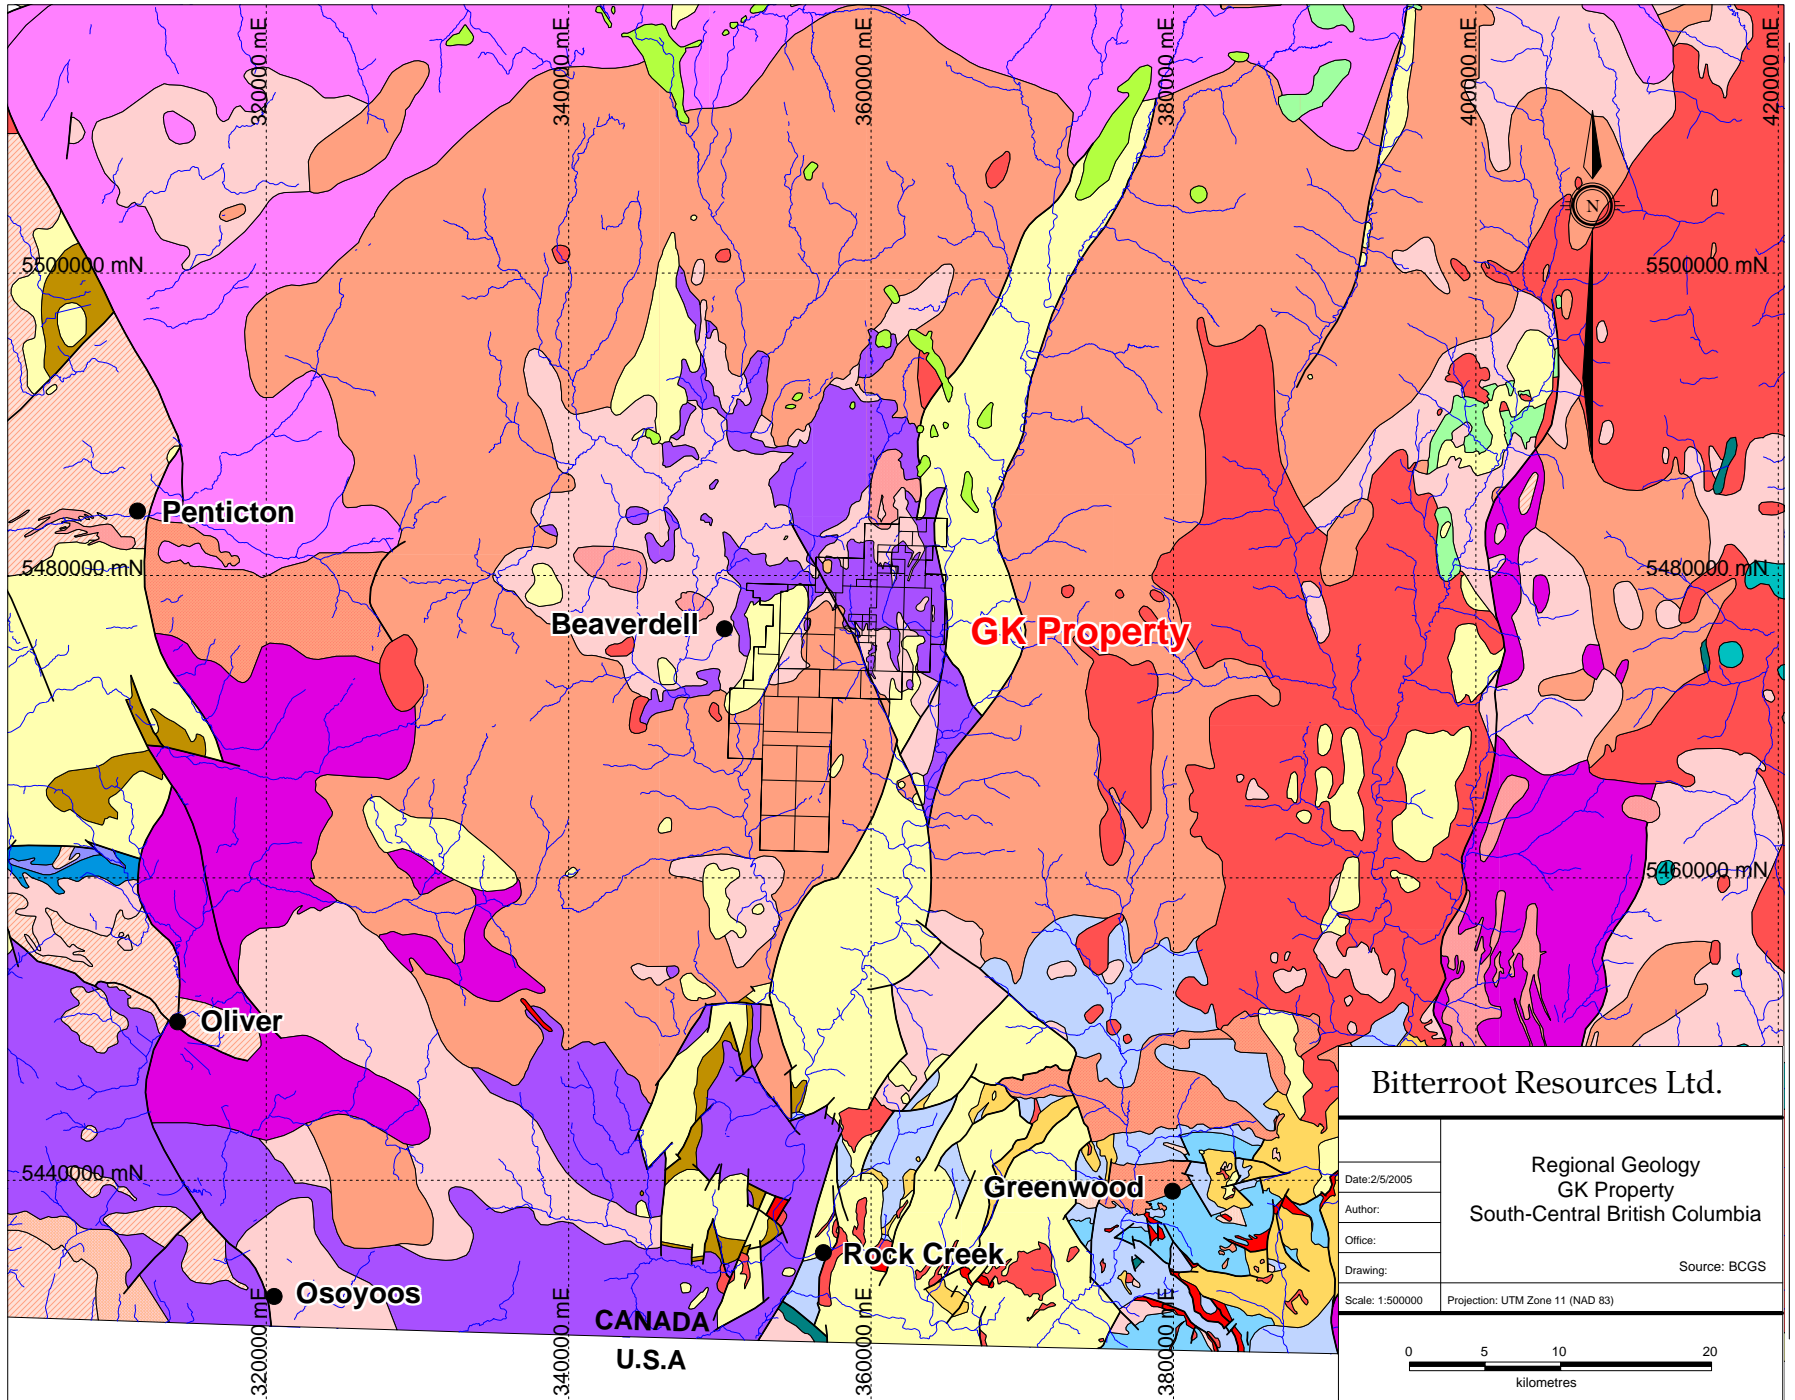 320000 mE
340000 mE
360000 mE
380000 mE
400000 mE
420000 mE
N
5500000 mN
5500000 mN
Penticton
5480000 mN
5480000 mN
Beaverdell
GK Property
5460000 mN
Oliver
5440000 mN
Greenwood
Rock Creek
Osoyoos
CANADA
U.S.A
320000 mE
340000 mE
360000 mE
380000 mE
Bitterroot Resources Ltd.
Regional Geology
GK Property
South-Central British Columbia
Source: BCGS
Date:2/5/2005
Author:
Office:
Drawing:
Scale: 1:500000
Projection: UTM Zone 11 (NAD 83)
0 5 10 20
kilometres